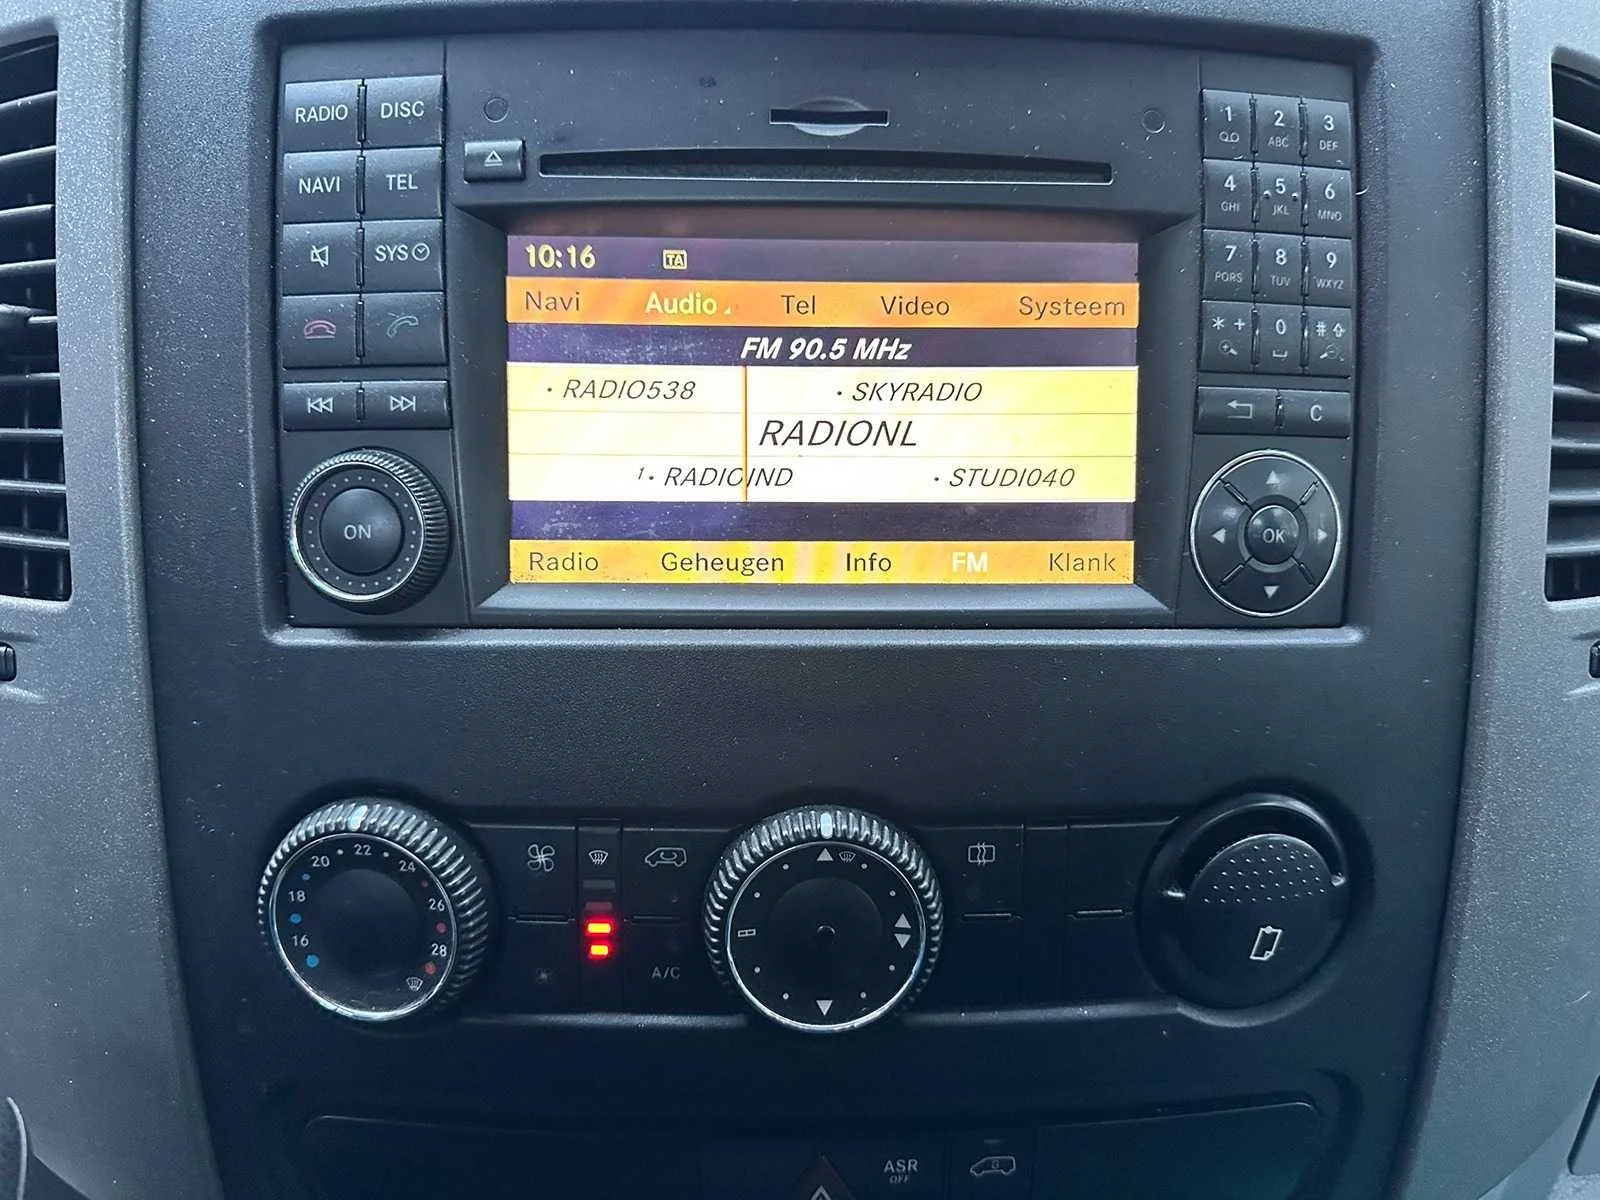 RADIO DISC
NAVI TEL
SYS
ON
1 2 3
ABC DEF
4 5 6
GHI JKL MNO
7 8 9
PQRS TUV WXYZ
* + 0 #
C
OK
10:16 TA
Navi Audio Tel Video Systeem
FM 90.5 MHz
• RADIO538 • SKYRADIO
RADIONL
1• RADIOIND • STUDIO40
Radio Geheugen Info FM Klank
16 18 20 22 24 26 28
A/C
ASR
OFF